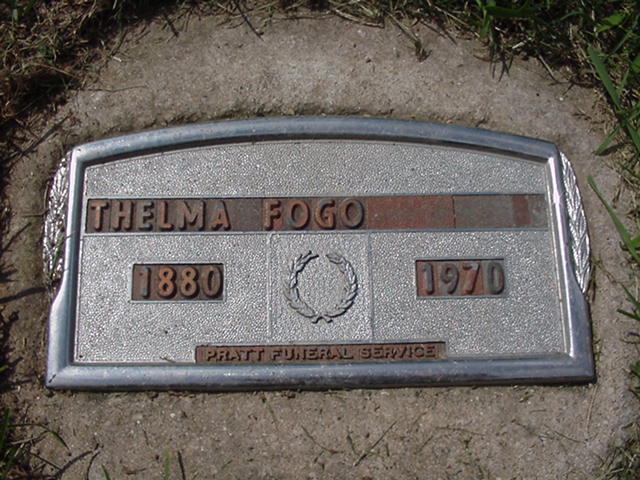 THELMA FOGO
1880 1970
PRATT FUNERAL SERVICE